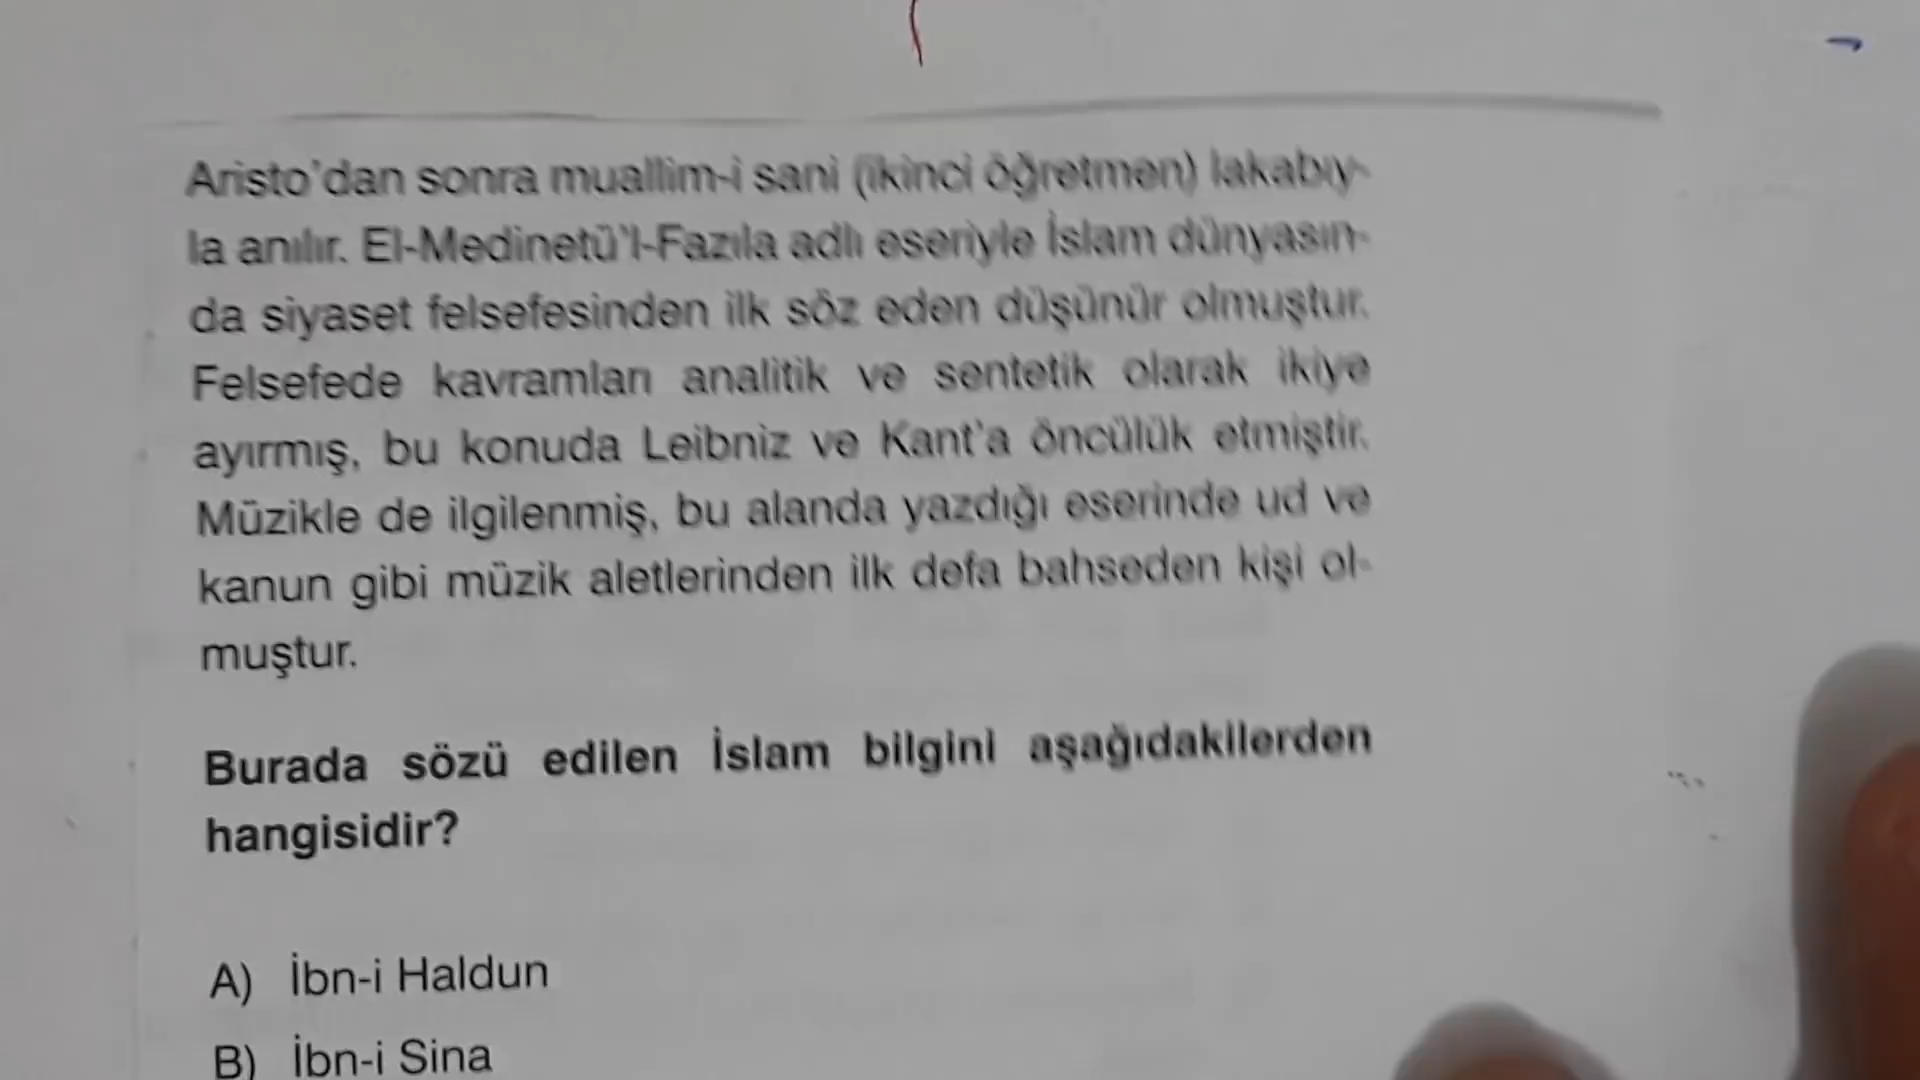 Aristo'dan sonra muallim-i sani (ikinci öğretmen) lakabıy-
la anılır. El-Medinetü'l-Fazıla adlı eseriyle İslam dünyasın-
da siyaset felsefesinden ilk söz eden düşünür olmuştur.
Felsefede kavramları analitik ve sentetik olarak ikiye
ayırmış, bu konuda Leibniz ve Kant'a öncülük etmiştir.
Müzikle de ilgilenmiş, bu alanda yazdığı eserinde ud ve
kanun gibi müzik aletlerinden ilk defa bahseden kişi ol-
muştur.
Burada sözü edilen İslam bilgini aşağıdakilerden
hangisidir?
A) İbn-i Haldun
B) İbn-i Sina